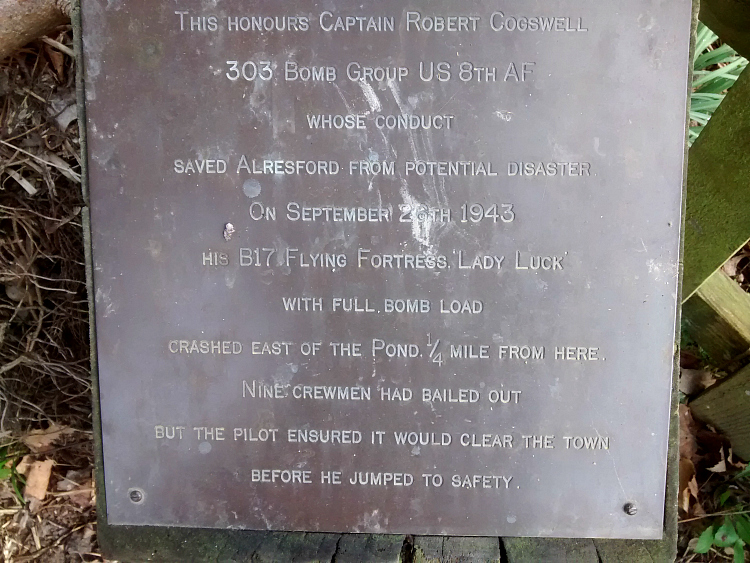 This honours Captain Robert Cogswell
303 Bomb Group US 8th AF
whose conduct
saved Alresford from potential disaster.
On September 26th 1943
his B17 Flying Fortress, 'Lady Luck'
with full bomb load
crashed east of the Pond, ¼ mile from here.
Nine crewmen had bailed out
but the pilot ensured it would clear the town
before he jumped to safety.